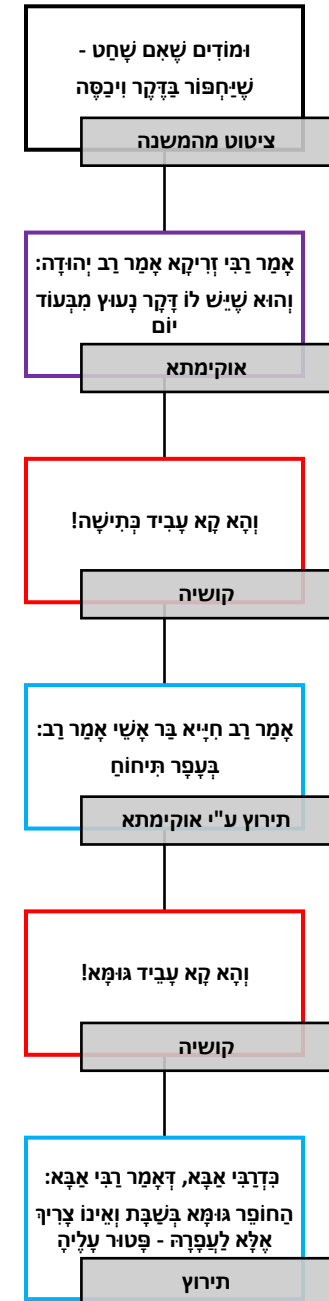 וּמוֹדִים שֶׁאִם שָׁחַט -
שֶׁיַּחְפּוֹר בַּדֶּקֶר וִיכַסֶּה
ציטוט מהמשנה
אָמַר רַבִּי זְרִיקָא אָמַר רַב יְהוּדָה:
וְהוּא שֶׁיֵּשׁ לוֹ דָּקָר נָעוּץ מִבְּעוֹד
יוֹם
אוקימתא
וְהָא קָא עָבִיד כְּתִישָׁה!
קושיה
אָמַר רַב חִיָּיא בַּר אָשֵׁי אָמַר רַב:
בְּעָפָר תִּיחוֹחַ
תירוץ ע"י אוקימתא
וְהָא קָא עָבֵיד גּוּמָּא!
קושיה
כִּדְרַבִּי אַבָּא, דְּאָמַר רַבִּי אַבָּא:
הַחוֹפֵר גּוּמָּא בְּשַׁבָּת וְאֵינוֹ צָרִיךְ
אֶלָּא לַעֲפָרָהּ - פָּטוּר עָלֶיהָ
תירוץ